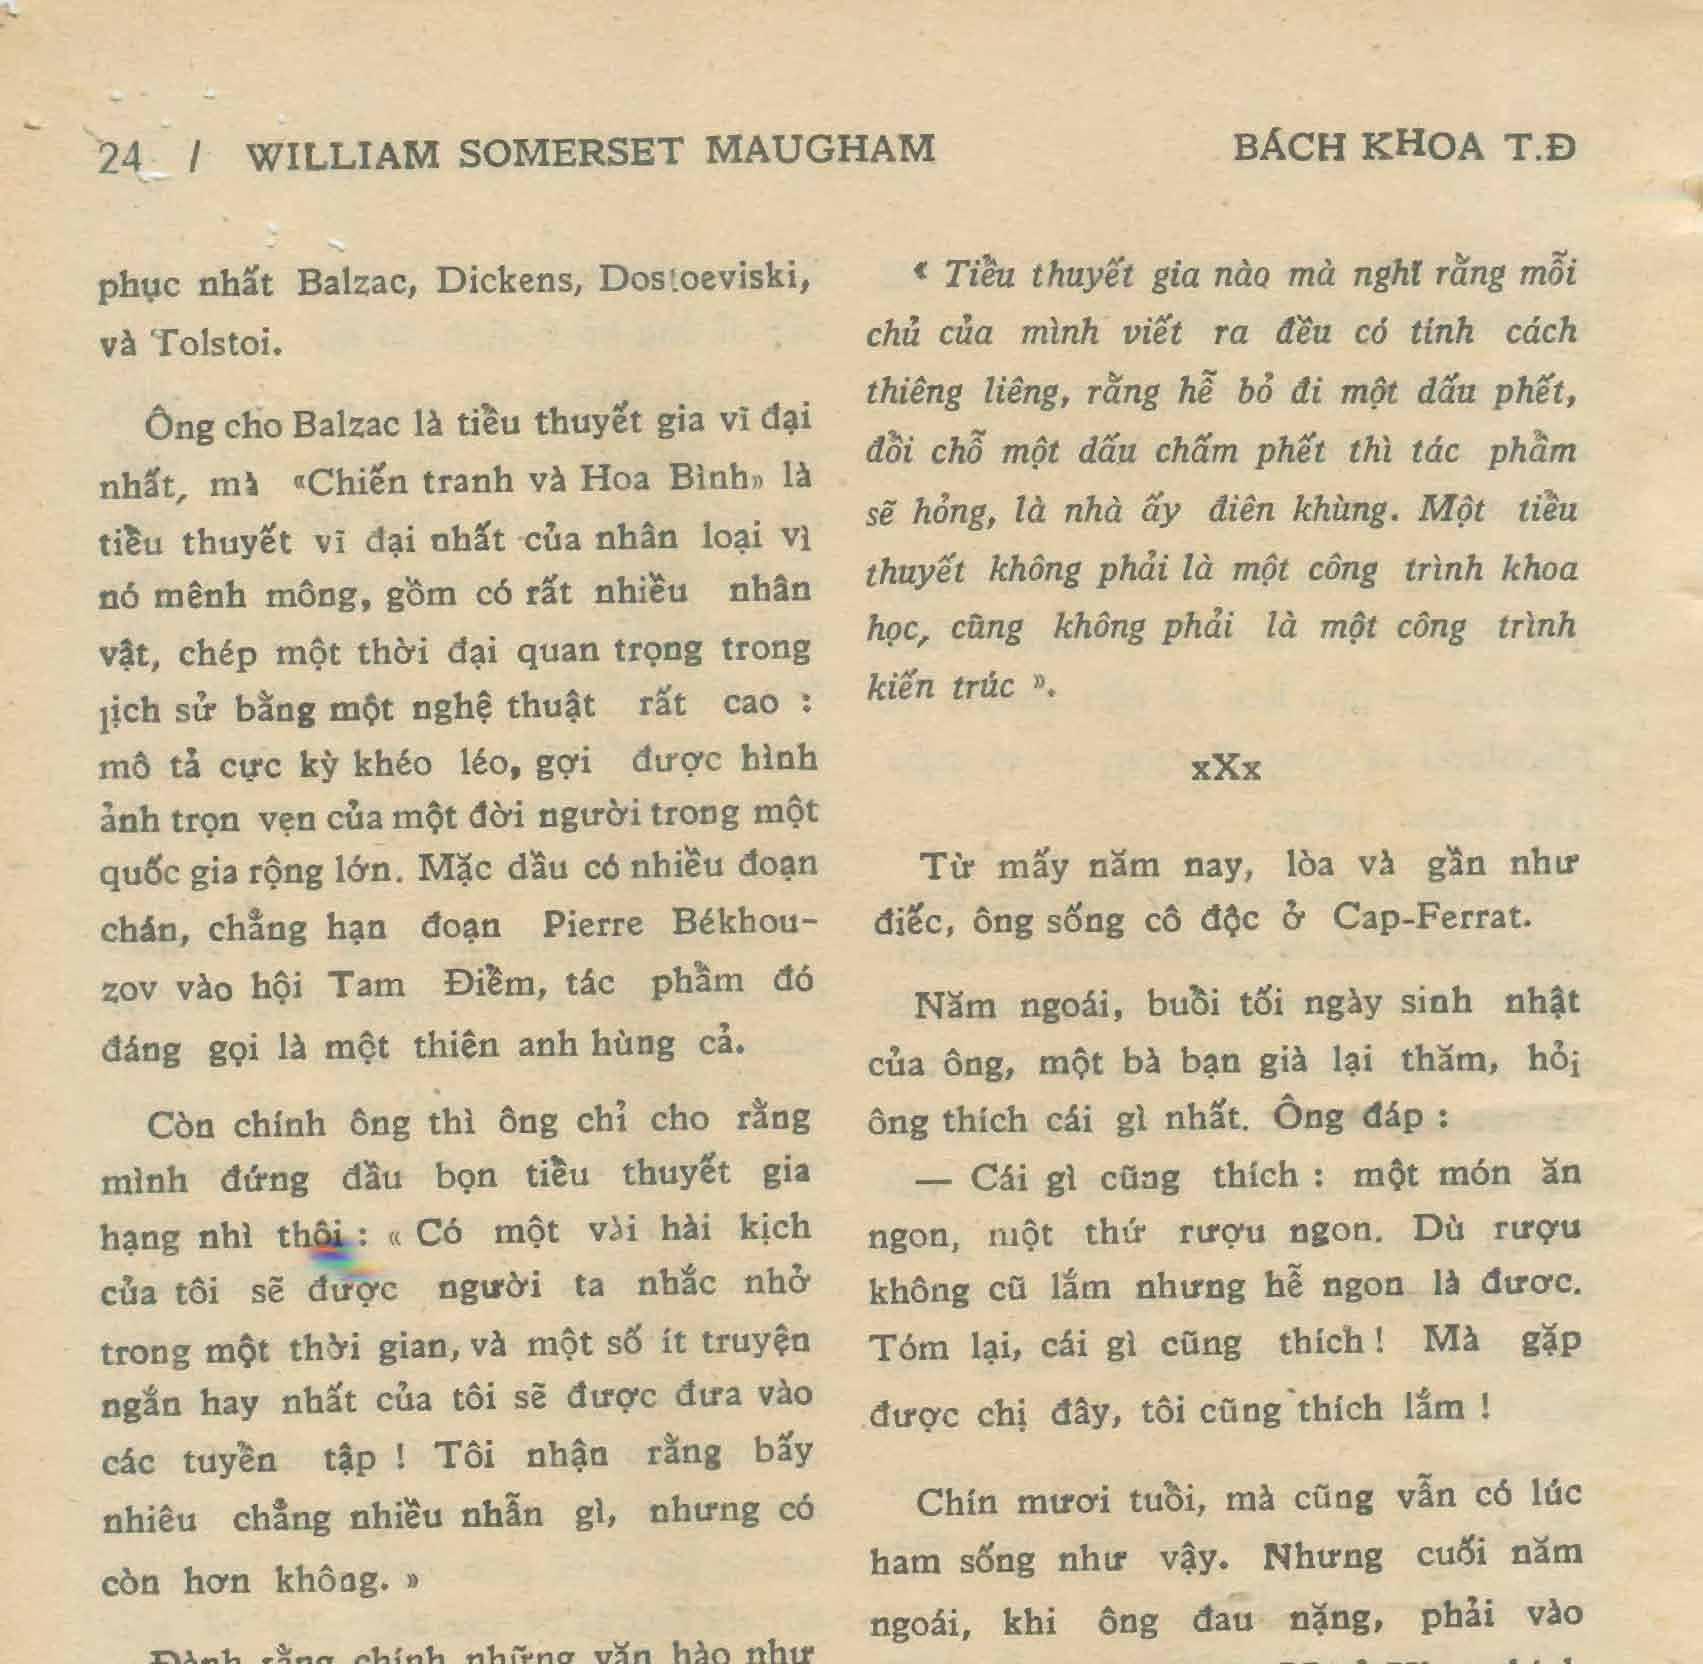 24 / WILLIAM SOMERSET MAUGHAM
BÁCH KHOA T.Đ
phục nhất Balzac, Dickens, Dostoeviski,
và Tolstoi.
Ông cho Balzac là tiểu thuyết gia vĩ đại
nhất, mà «Chiến tranh và Hoa Bình» là
tiểu thuyết vĩ đại nhất của nhân loại vì
nó mênh mông, gồm có rất nhiều nhân
vật, chép một thời đại quan trọng trong
lịch sử bằng một nghệ thuật rất cao :
mô tả cực kỳ khéo léo, gợi được hình
ảnh trọn vẹn của một đời người trong một
quốc gia rộng lớn. Mặc dầu có nhiều đoạn
chán, chẳng hạn đoạn Pierre Békhou-
zov vào hội Tam Điểm, tác phẩm đó
đáng gọi là một thiên anh hùng cả.
Còn chính ông thì ông chỉ cho rằng
mình đứng đầu bọn tiểu thuyết gia
hạng nhì thôi : « Có một vài hài kịch
của tôi sẽ được người ta nhắc nhở
trong một thời gian, và một số ít truyện
ngắn hay nhất của tôi sẽ được đưa vào
các tuyển tập ! Tôi nhận rằng bấy
nhiêu chẳng nhiều nhẫn gì, nhưng có
còn hơn không. »
Đành rằng chính những văn hào như
« Tiểu thuyết gia nào mà nghĩ rằng mỗi
chủ của mình viết ra đều có tính cách
thiêng liêng, rằng hễ bỏ đi một dấu phết,
đổi chỗ một dấu chấm phết thì tác phẩm
sẽ hỏng, là nhà ấy điên khùng. Một tiểu
thuyết không phải là một công trình khoa
học, cũng không phải là một công trình
kiến trúc ».
xXx
Từ mấy năm nay, lòa và gần như
điếc, ông sống cô độc ở Cap-Ferrat.
Năm ngoái, buổi tối ngày sinh nhật
của ông, một bà bạn già lại thăm, hỏi
ông thích cái gì nhất. Ông đáp :
— Cái gì cũng thích : một món ăn
ngon, một thứ rượu ngon. Dù rượu
không cũ lắm nhưng hễ ngon là đươc.
Tóm lại, cái gì cũng thích ! Mà gặp
được chị đây, tôi cũng thích lắm !
Chín mươi tuổi, mà cũng vẫn có lúc
ham sống như vậy. Nhưng cuối năm
ngoái, khi ông đau nặng, phải vào